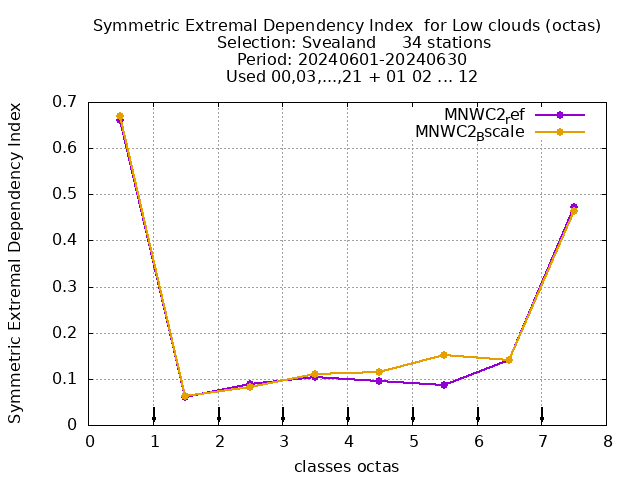 Symmetric Extremal Dependency Index  for Low clouds (octas)
Selection: Svealand     34 stations
Period: 20240601-20240630
Used 00,03,...,21 + 01 02 ... 12
Symmetric Extremal Dependency Index
0.7
0.6
0.5
0.4
0.3
0.2
0.1
0
MNWC2ref
MNWC2Bscale
0 1 2 3 4 5 6 7 8
classes octas